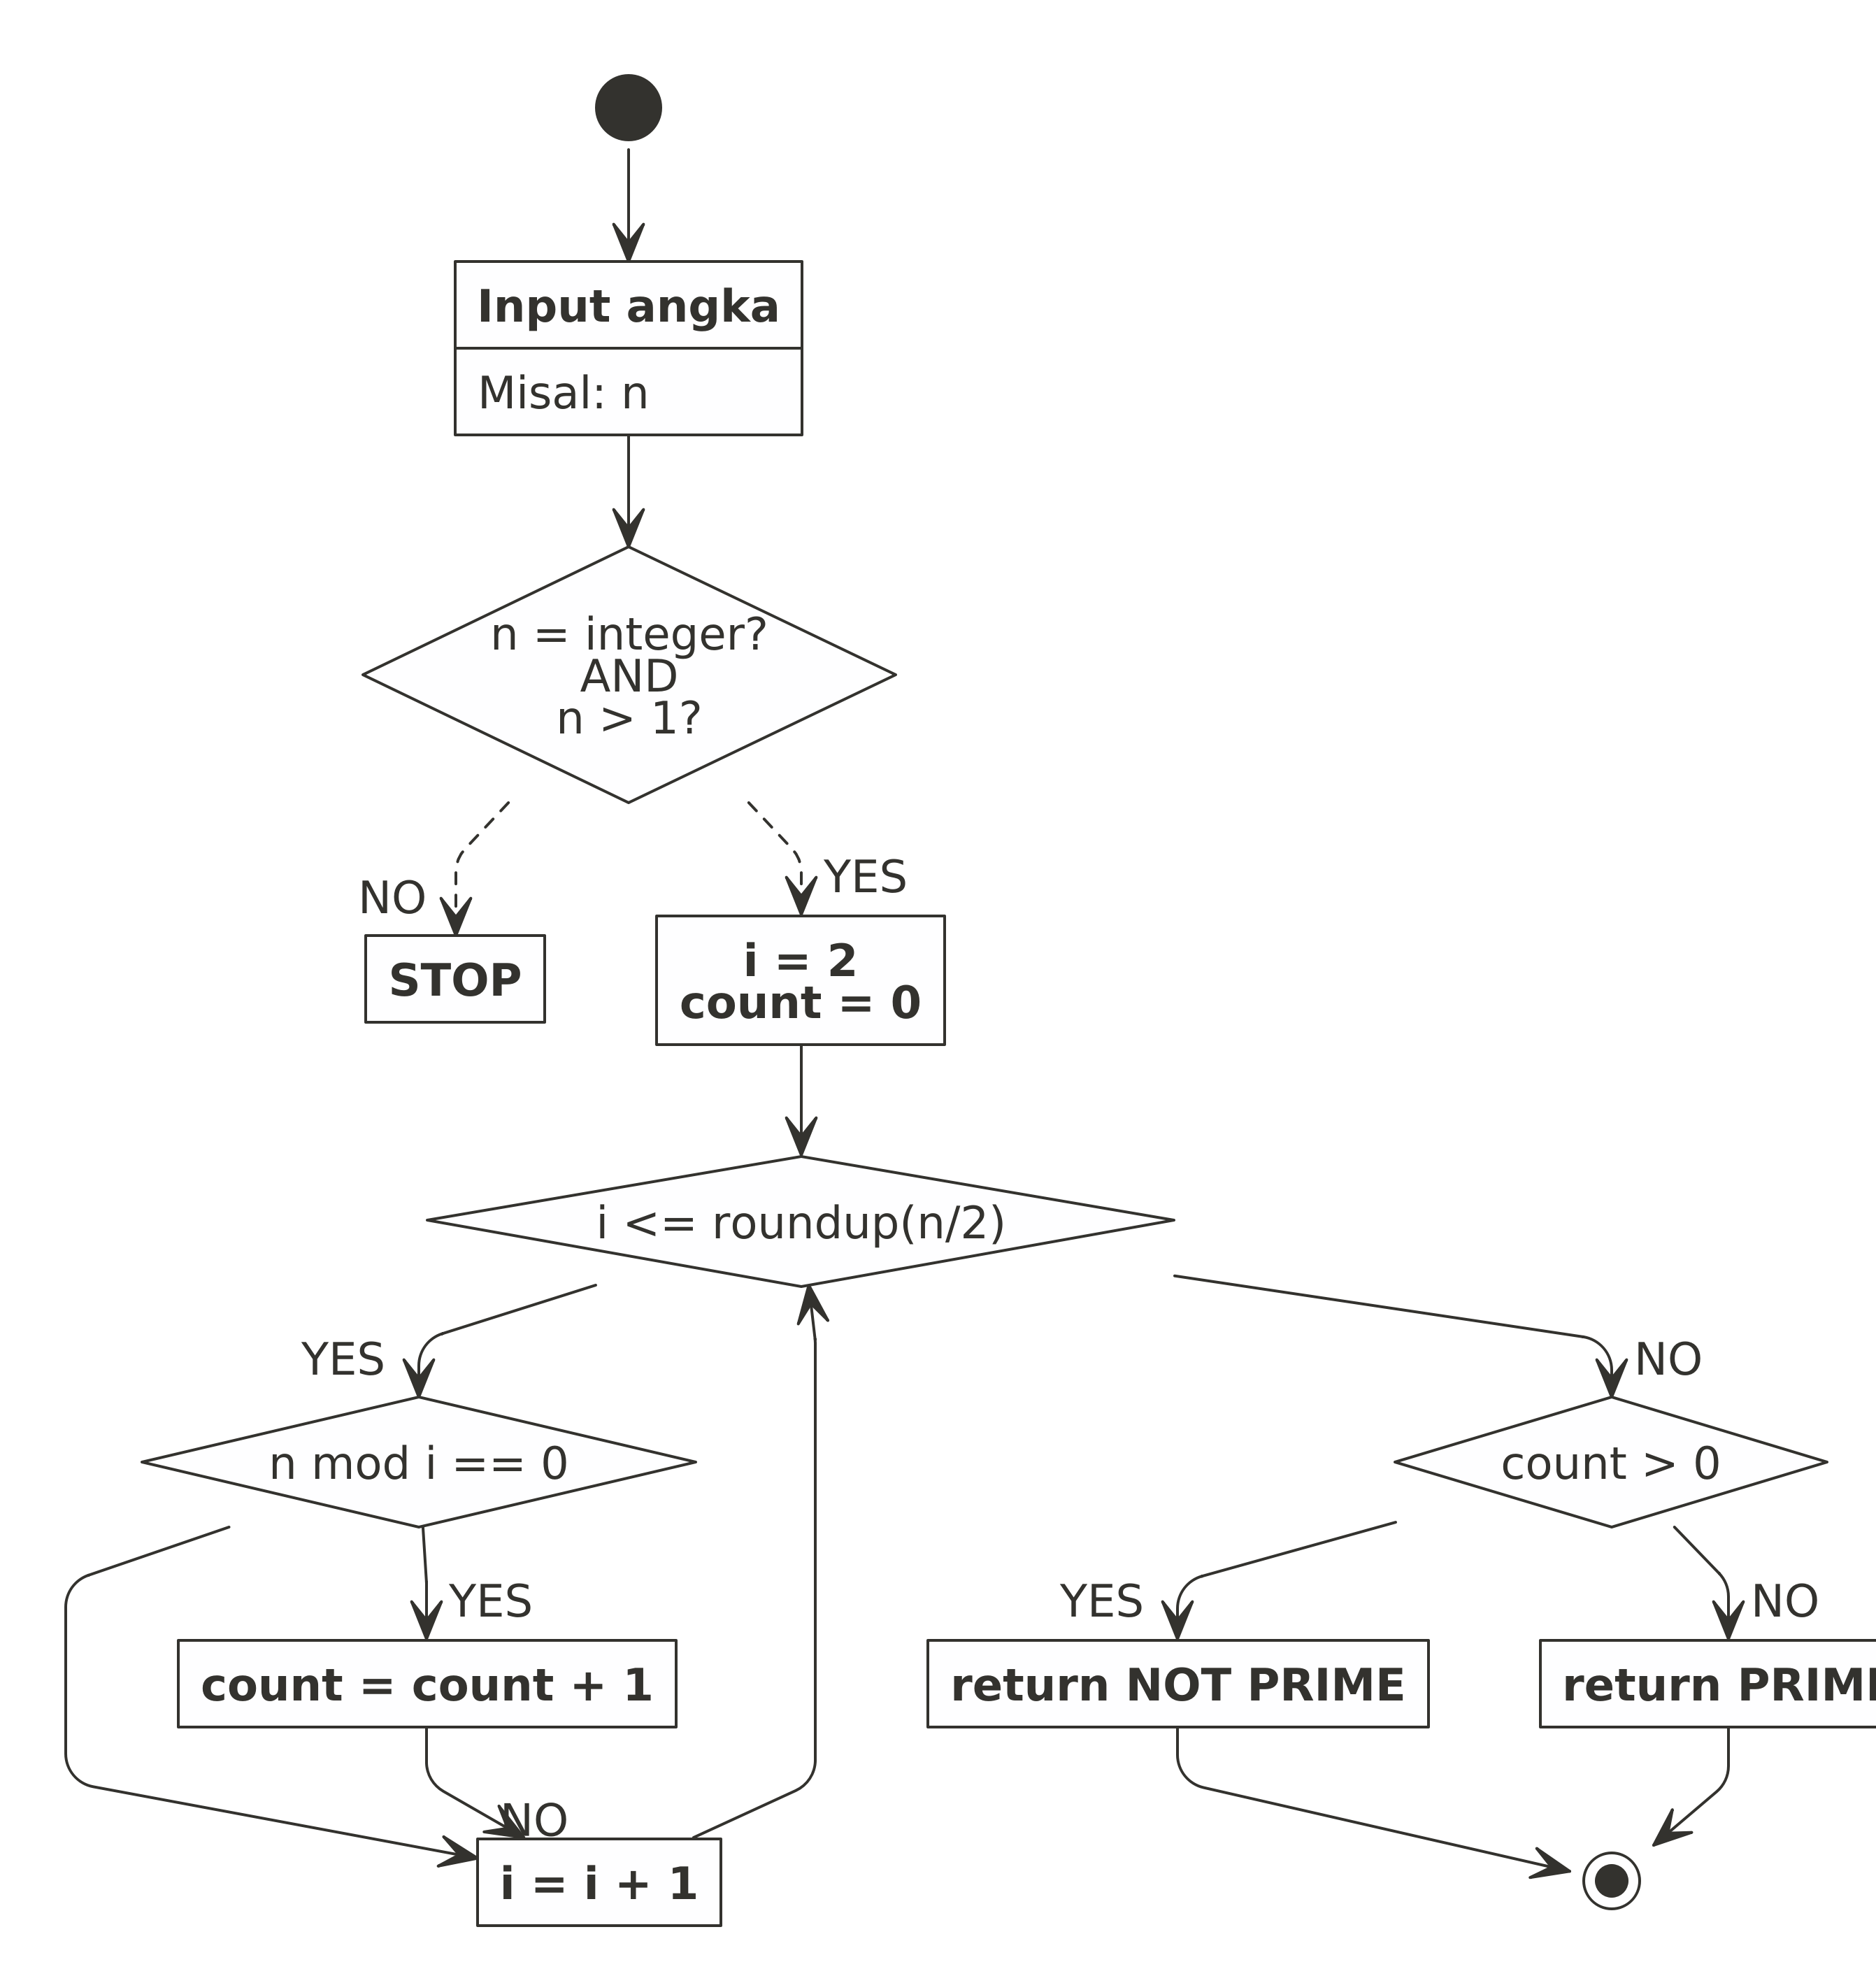 Input angka
Misal: n
n = integer?
AND
n > 1?
NO
YES
STOP
i = 2
count = 0
i <= roundup(n/2)
YES
NO
n mod i == 0
count > 0
YES
YES
NO
count = count + 1
return NOT PRIME
return PRIM
NO
i = i + 1